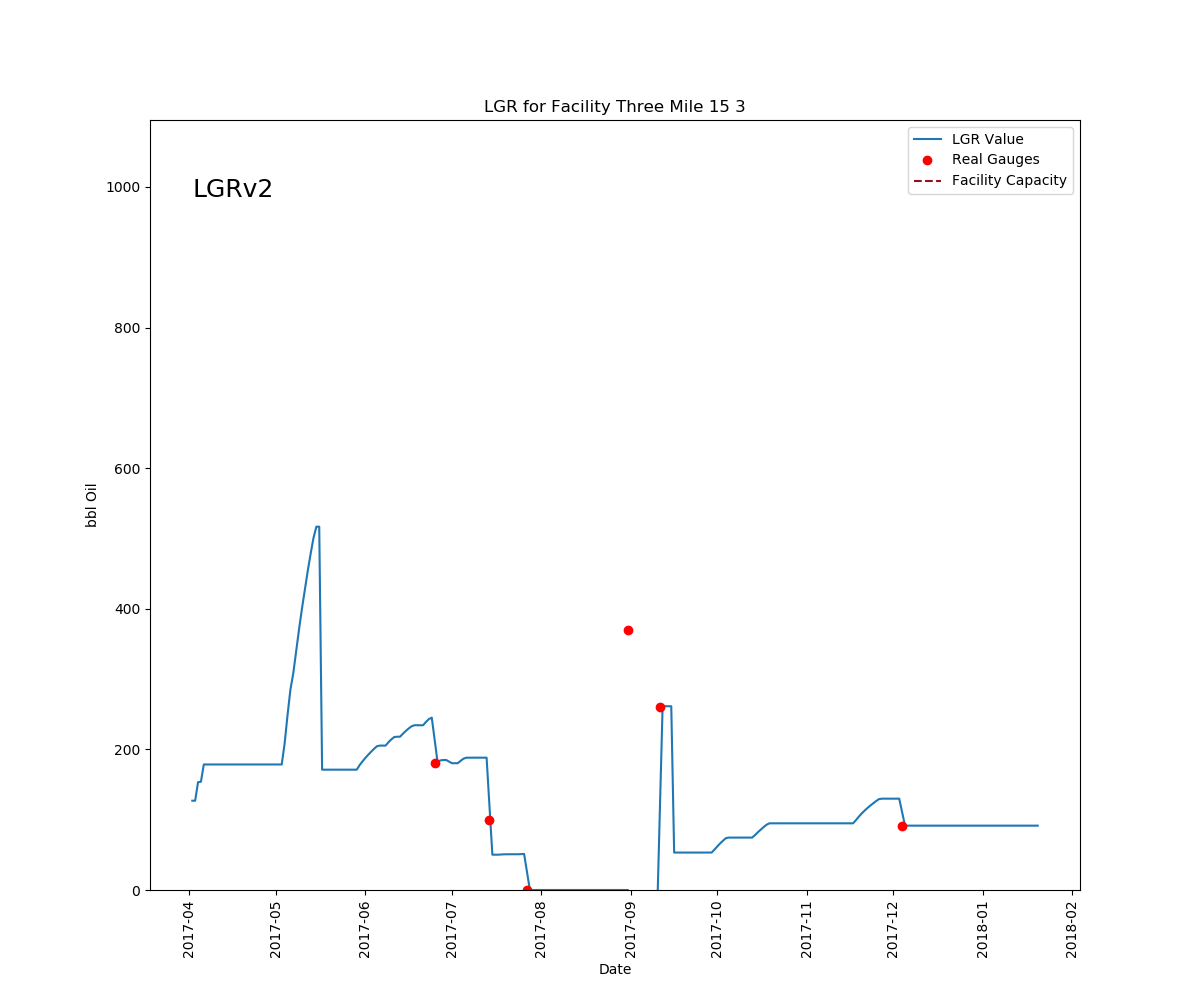 LGR for Facility Three Mile 15 3
LGR Value
Real Gauges
Facility Capacity
LGRv2
1000
800
600
400
200
0
bbl Oil
2017-04
2017-05
2017-06
2017-07
2017-08
2017-09
2017-10
2017-11
2017-12
2018-01
2018-02
Date